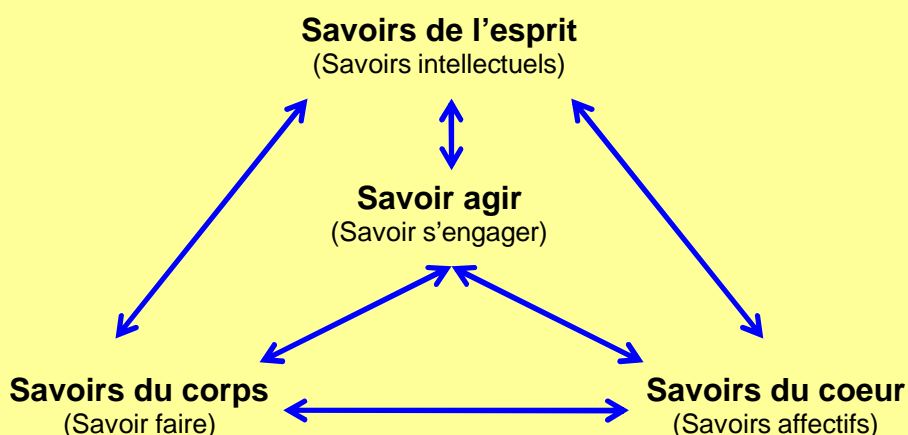 Savoirs de l'esprit
(Savoirs intellectuels)
Savoir agir
(Savoir s'engager)
Savoirs du corps
(Savoir faire)
Savoirs du coeur
(Savoirs affectifs)